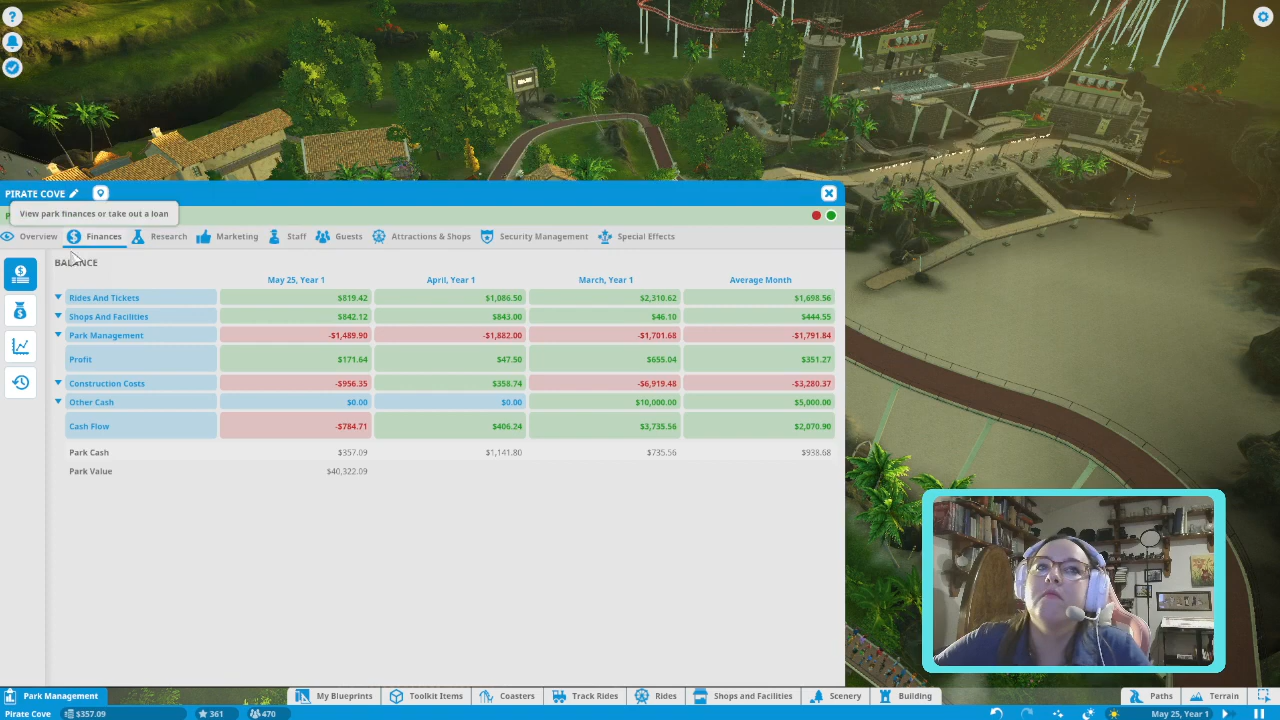 PIRATE COVE
View park finances or take out a loan
Overview Finances Research Marketing Staff Guests Attractions & Shops Security Management Special Effects
BALANCE
May 25, Year 1 April, Year 1 March, Year 1 Average Month
Rides And Tickets $819.42 $1,086.50 $2,310.62 $1,698.56
Shops And Facilities $842.12 $843.00 $46.10 $444.55
Park Management -$1,489.90 -$1,882.00 -$1,701.68 -$1,791.84
Profit $171.64 $47.50 $655.04 $351.27
Construction Costs -$956.35 $358.74 -$6,919.48 -$3,280.37
Other Cash $0.00 $0.00 $10,000.00 $5,000.00
Cash Flow -$784.71 $406.24 $3,735.56 $2,070.90
Park Cash $357.09 $1,141.80 $735.56 $938.68
Park Value $40,322.09
Park Management My Blueprints Toolkit Items Coasters Track Rides Rides Shops and Facilities Scenery Building Paths Terrain
Pirate Cove $357.09 361 470 May 25, Year 1